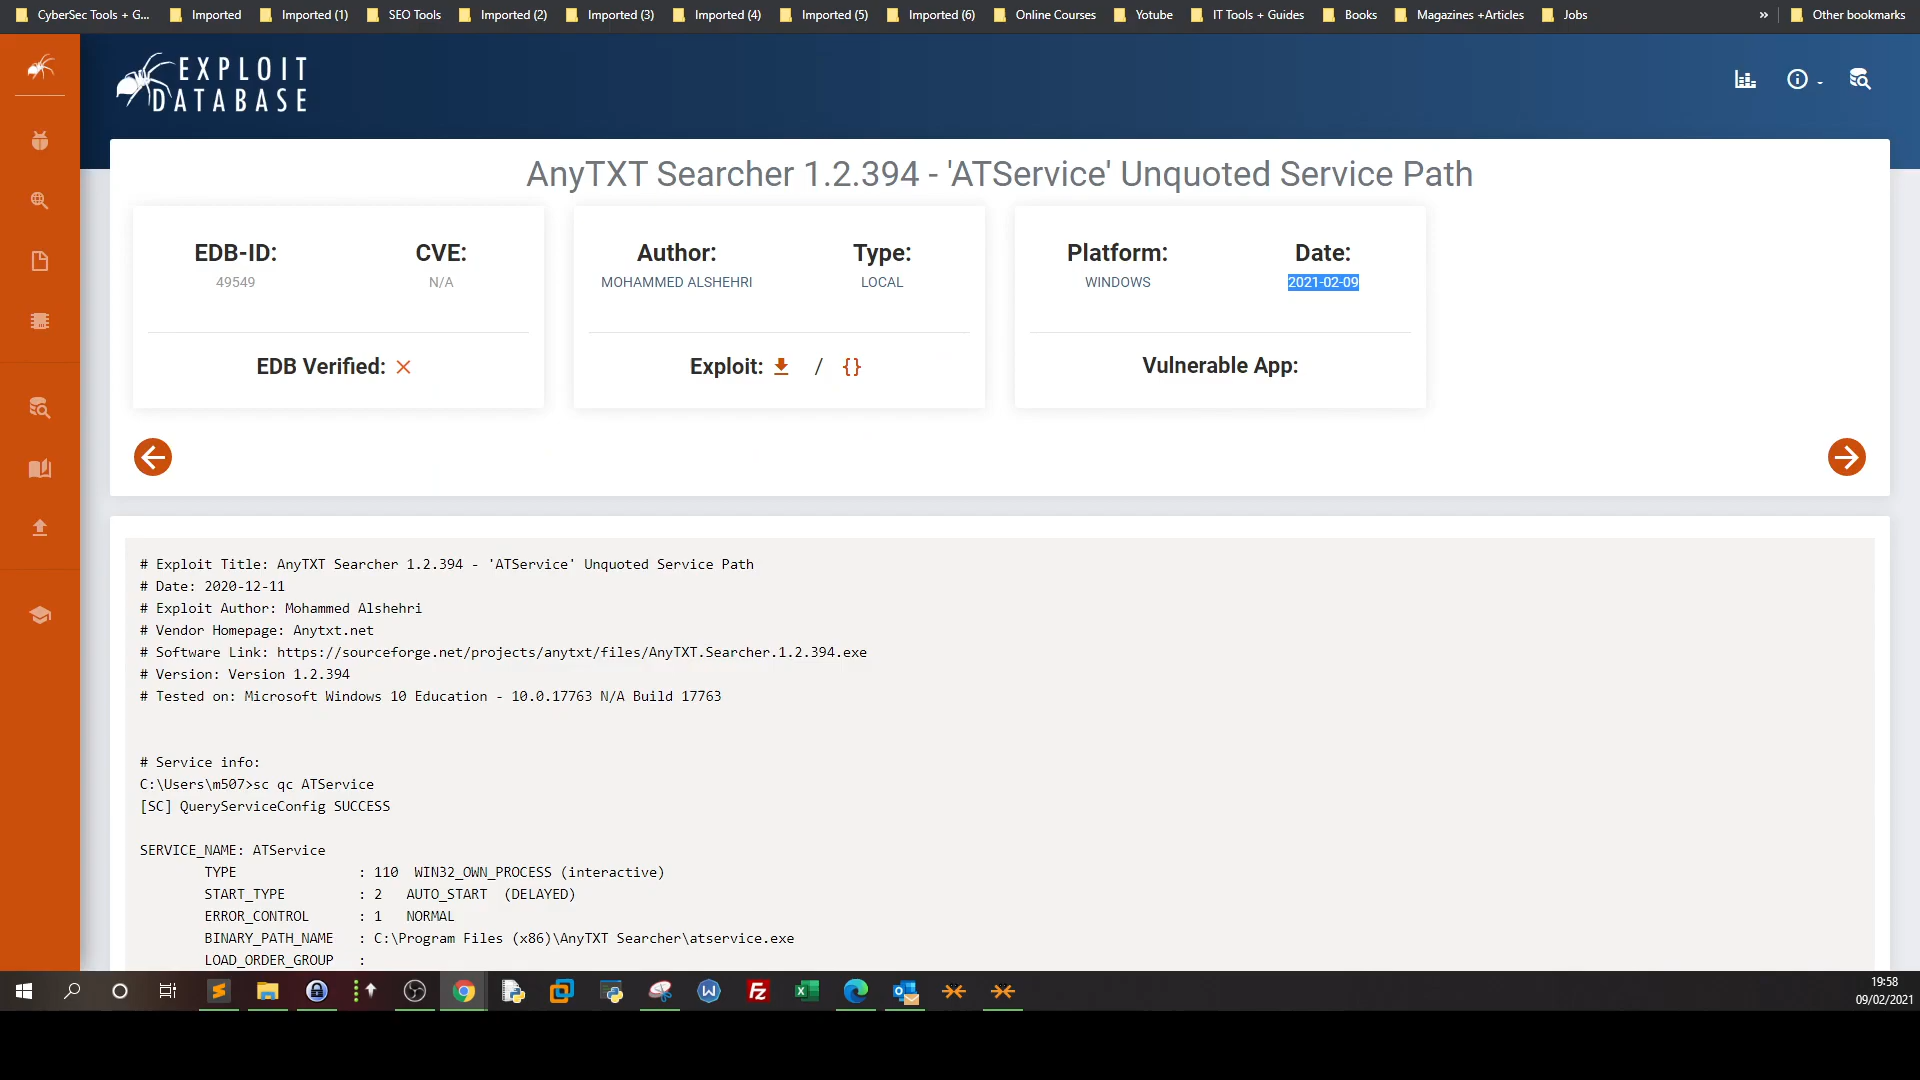 CyberSec Tools + G... Imported Imported (1) SEO Tools Imported (2) Imported (3) Imported (4) Imported (5) Imported (6) Online Courses Yotube IT Tools + Guides Books Magazines +Articles Jobs » Other bookmarks
EXPLOIT
DATABASE
AnyTXT Searcher 1.2.394 - 'ATService' Unquoted Service Path
EDB-ID: CVE: Author: Type: Platform: Date:
49549 N/A MOHAMMED ALSHEHRI LOCAL WINDOWS 2021-02-09
EDB Verified: Exploit: / {} Vulnerable App:
# Exploit Title: AnyTXT Searcher 1.2.394 - 'ATService' Unquoted Service Path
# Date: 2020-12-11
# Exploit Author: Mohammed Alshehri
# Vendor Homepage: Anytxt.net
# Software Link: https://sourceforge.net/projects/anytxt/files/AnyTXT.Searcher.1.2.394.exe
# Version: Version 1.2.394
# Tested on: Microsoft Windows 10 Education - 10.0.17763 N/A Build 17763
# Service info:
C:\Users\m507>sc qc ATService
[SC] QueryServiceConfig SUCCESS
SERVICE_NAME: ATService
TYPE : 110 WIN32_OWN_PROCESS (interactive)
START_TYPE : 2 AUTO_START (DELAYED)
ERROR_CONTROL : 1 NORMAL
BINARY_PATH_NAME : C:\Program Files (x86)\AnyTXT Searcher\atservice.exe
LOAD_ORDER_GROUP :
19:58
09/02/2021